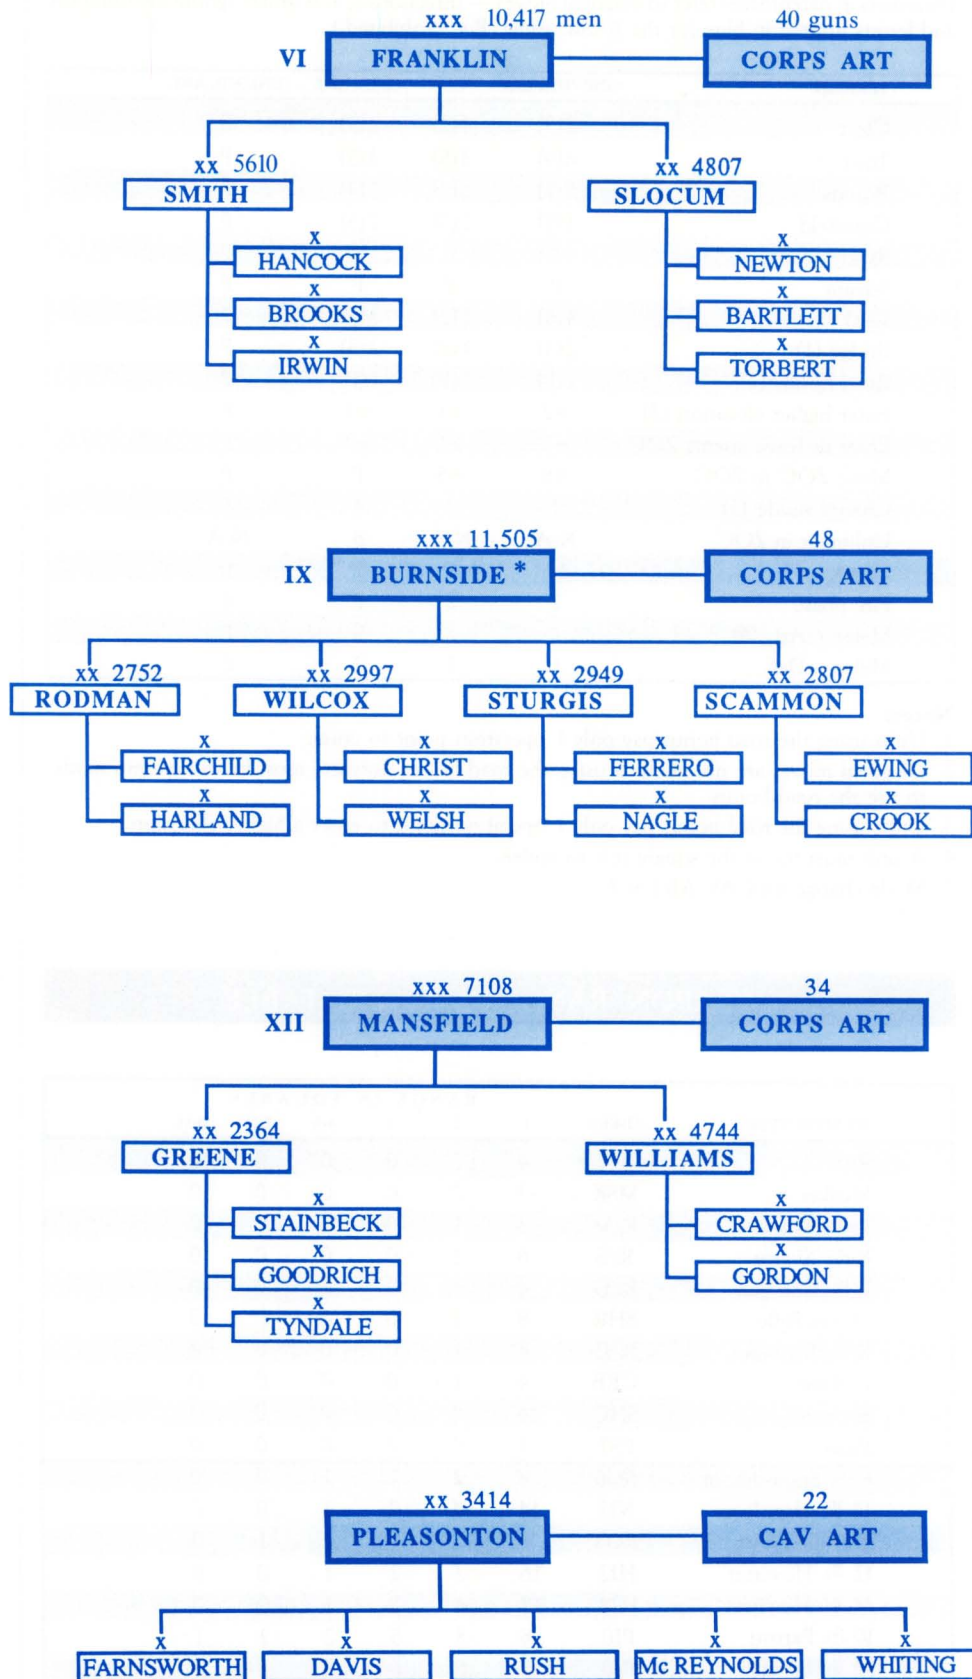 xxx 10,417 men 40 guns
VI FRANKLIN CORPS ART
xx 5610 xx 4807
SMITH SLOCUM
x x
HANCOCK NEWTON
x x
BROOKS BARTLETT
x x
IRWIN TORBERT
xxx 11,505 48
IX BURNSIDE * CORPS ART
xx 2752 xx 2997 xx 2949 xx 2807
RODMAN WILCOX STURGIS SCAMMON
x x x x
FAIRCHILD CHRIST FERRERO EWING
x x x x
HARLAND WELSH NAGLE CROOK
xxx 7108 34
XII MANSFIELD CORPS ART
xx 2364 xx 4744
GREENE WILLIAMS
x x
STAINBECK CRAWFORD
x x
GOODRICH GORDON
x
TYNDALE
xx 3414 22
PLEASONTON CAV ART
x x x x x
FARNSWORTH DAVIS RUSH Mc REYNOLDS WHITING